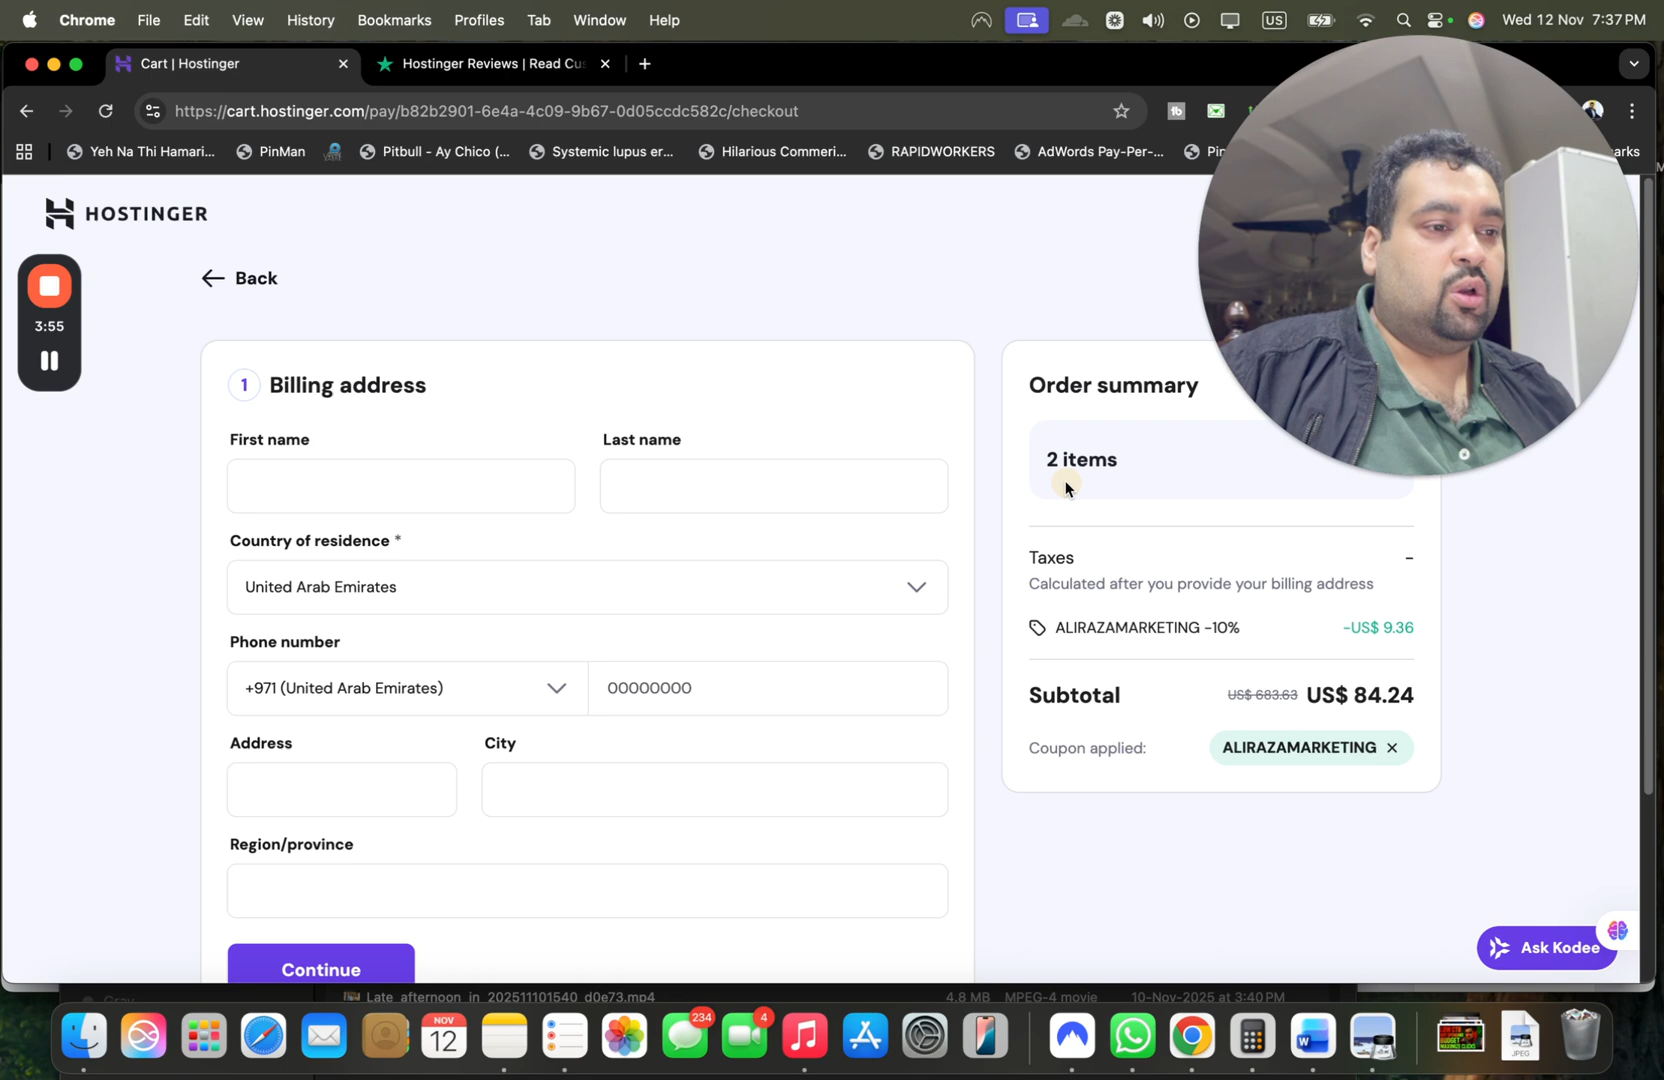 Chrome File Edit View History Bookmarks Profiles Tab Window Help US Wed 12 Nov 7:37 PM
Cart | Hostinger Hostinger Reviews | Read Cus
https://cart.hostinger.com/pay/b82b2901-6e4a-4c09-9b67-0d05ccdc582c/checkout
Yeh Na Thi Hamari... PinMan Pitbull - Ay Chico (... Systemic lupus er... Hilarious Commeri... RAPIDWORKERS AdWords Pay-Per-... Pin arks
HOSTINGER
Back
3:55
1 Billing address
Order summary
First name Last name
2 items
Country of residence *
United Arab Emirates
Taxes -
Calculated after you provide your billing address
ALIRAZAMARKETING -10% -US$ 9.36
Phone number
+971 (United Arab Emirates) 00000000
Subtotal US$ 683.63 US$ 84.24
Coupon applied: ALIRAZAMARKETING
Address City
Region/province
Continue
Ask Kodee
Gray Late_afternoon_in_202511101540_d0e73.mp4 4.8 MB MPEG-4 movie 10-Nov-2025 at 3:40 PM
NOV
12
234
4
JPEG